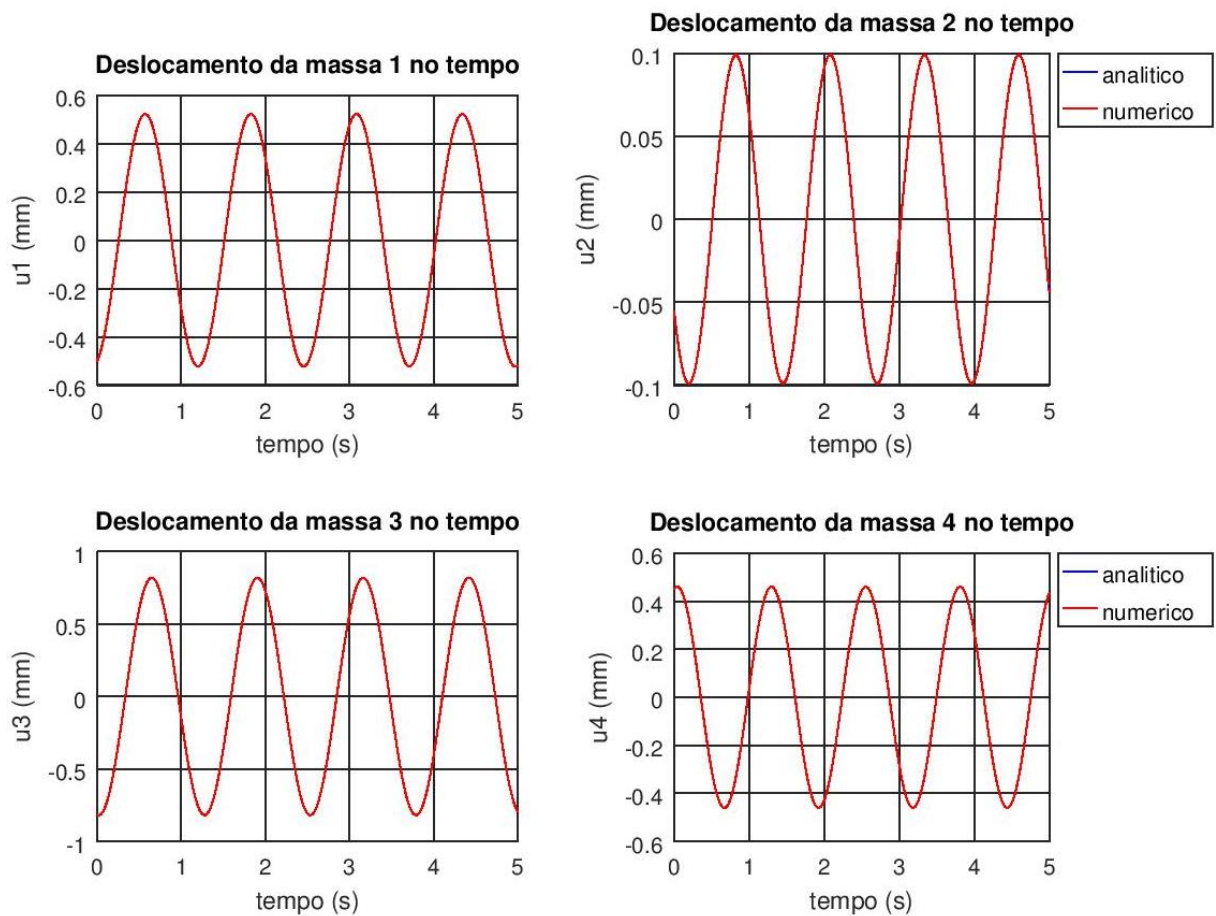 Deslocamento da massa 1 no tempo
0.6
0.4
0.2
0
-0.2
-0.4
-0.6
u1 (mm)
0 1 2 3 4 5
tempo (s)
Deslocamento da massa 2 no tempo
0.1
0.05
0
-0.05
-0.1
u2 (mm)
0 1 2 3 4 5
tempo (s)
analitico
numerico
Deslocamento da massa 3 no tempo
1
0.5
0
-0.5
-1
u3 (mm)
0 1 2 3 4 5
tempo (s)
Deslocamento da massa 4 no tempo
0.6
0.4
0.2
0
-0.2
-0.4
-0.6
u4 (mm)
0 1 2 3 4 5
tempo (s)
analitico
numerico